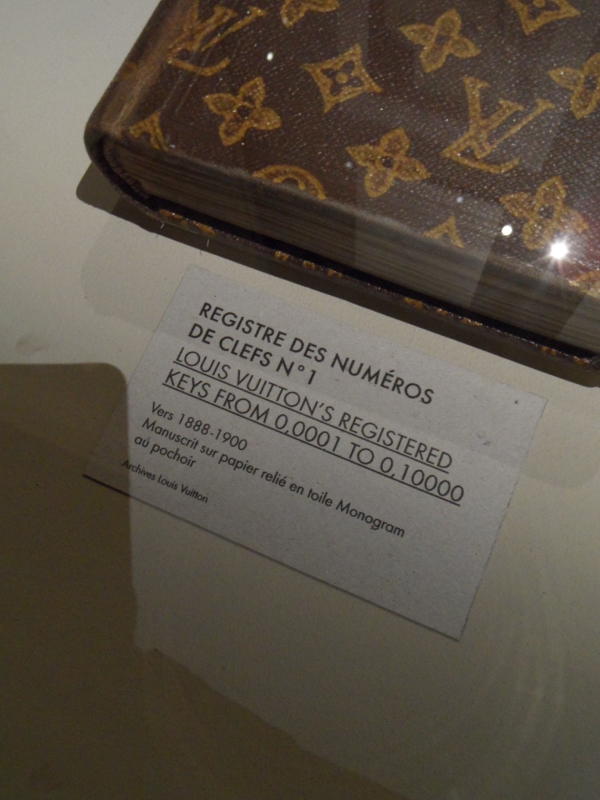 REGISTRE DES NUMÉROS
DE CLEFS N°1
LOUIS VUITTON'S REGISTERED
KEYS FROM 0,0001 TO 0,10000
Vers 1888-1900
Manuscrit sur papier relié en toile Monogram
au pochoir
Archives Louis Vuitton